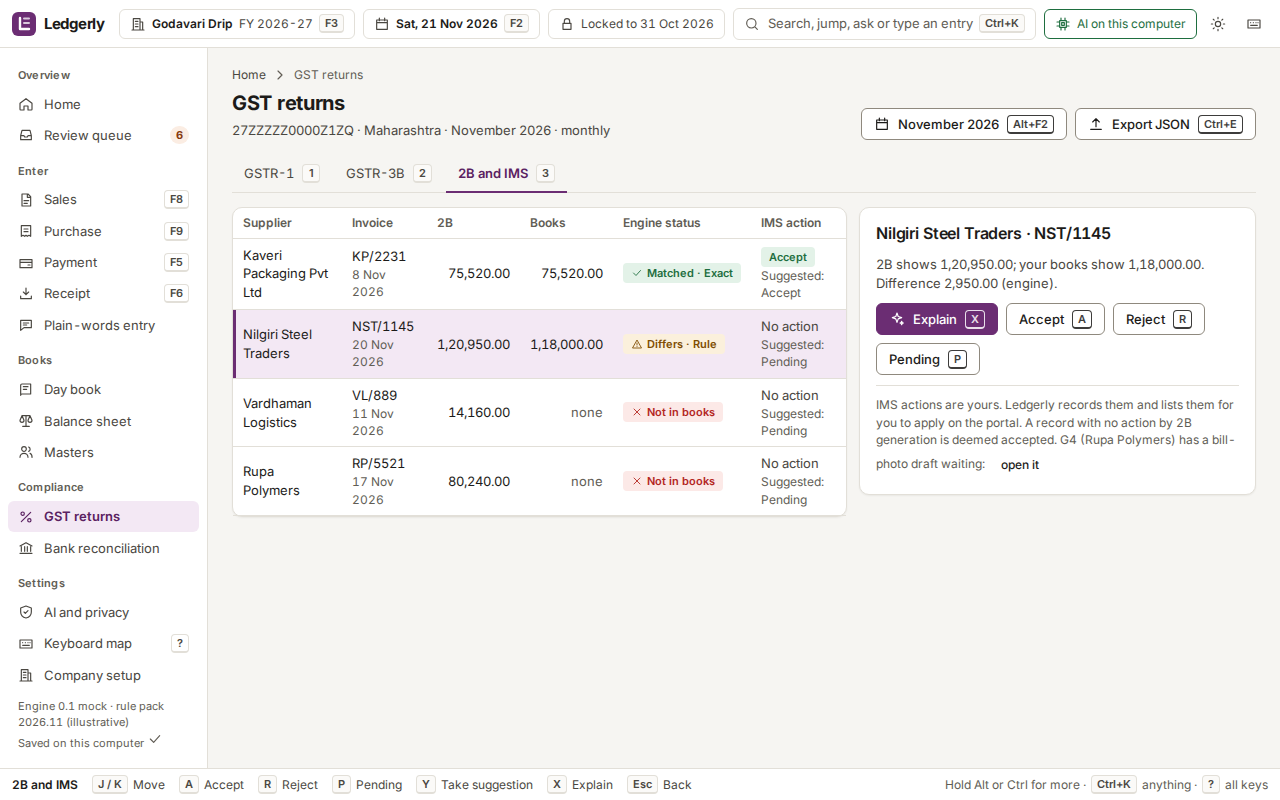 Ledgerly
Godavari Drip FY 2026-27 F3
Sat, 21 Nov 2026 F2
Locked to 31 Oct 2026
Search, jump, ask or type an entry Ctrl+K
AI on this computer
Overview
Home
Review queue 6
Enter
Sales F8
Purchase F9
Payment F5
Receipt F6
Plain-words entry
Books
Day book
Balance sheet
Masters
Compliance
GST returns
Bank reconciliation
Settings
AI and privacy
Keyboard map ?
Company setup
Engine 0.1 mock · rule pack
2026.11 (illustrative)
Saved on this computer
Home GST returns
GST returns
27ZZZZZ0000Z1ZQ · Maharashtra · November 2026 · monthly
November 2026 Alt+F2
Export JSON Ctrl+E
GSTR-1 1 GSTR-3B 2 2B and IMS 3
Supplier Invoice 2B Books Engine status IMS action
Kaveri
Packaging Pvt
Ltd
KP/2231
8 Nov
2026
75,520.00
75,520.00
Matched · Exact
Accept
Suggested:
Accept
Nilgiri Steel
Traders
NST/1145
20 Nov
2026
1,20,950.00
1,18,000.00
Differs · Rule
No action
Suggested:
Pending
Vardhaman
Logistics
VL/889
11 Nov
2026
14,160.00
none
Not in books
No action
Suggested:
Pending
Rupa
Polymers
RP/5521
17 Nov
2026
80,240.00
none
Not in books
No action
Suggested:
Pending
Nilgiri Steel Traders · NST/1145
2B shows 1,20,950.00; your books show 1,18,000.00.
Difference 2,950.00 (engine).
Explain X Accept A Reject R
Pending P
IMS actions are yours. Ledgerly records them and lists them for
you to apply on the portal. A record with no action by 2B
generation is deemed accepted. G4 (Rupa Polymers) has a bill-
photo draft waiting: open it
2B and IMS J / K Move A Accept R Reject P Pending Y Take suggestion X Explain Esc Back
Hold Alt or Ctrl for more · Ctrl+K anything · ? all keys